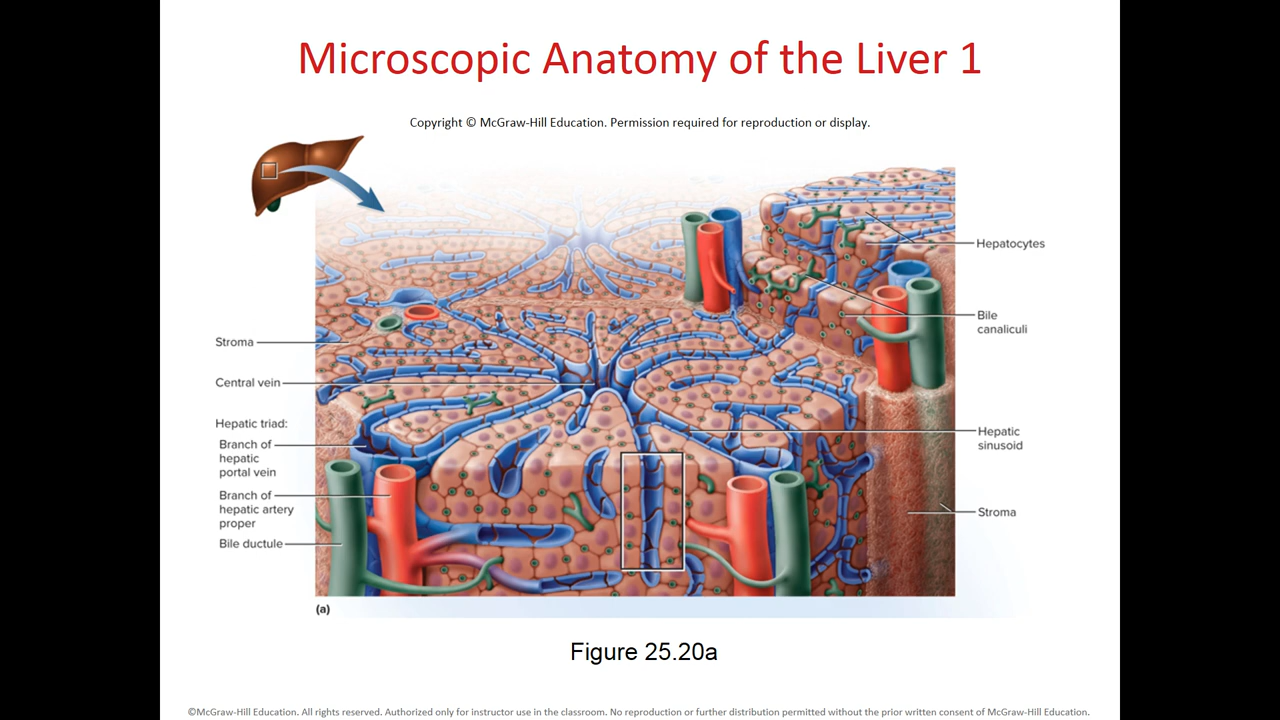 Microscopic Anatomy of the Liver 1
Copyright © McGraw-Hill Education. Permission required for reproduction or display.
Hepatocytes
Bile
canaliculi
Stroma
Central vein
Hepatic triad:
Branch of
hepatic
portal vein
Branch of
hepatic artery
proper
Bile ductule
Hepatic
sinusoid
Stroma
(a)
Figure 25.20a
©McGraw-Hill Education. All rights reserved. Authorized only for instructor use in the classroom. No reproduction or further distribution permitted without the prior written consent of McGraw-Hill Education.